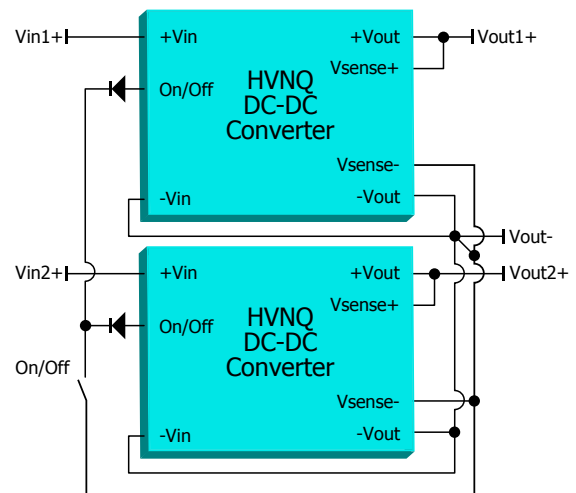 Vin1+
+Vin
+Vout
Vout1+
Vsense+
On/Off
HVNQ
DC-DC
Converter
Vsense-
-Vin
-Vout
Vout-
Vin2+
+Vin
+Vout
Vout2+
Vsense+
On/Off
HVNQ
DC-DC
Converter
On/Off
Vsense-
-Vin
-Vout